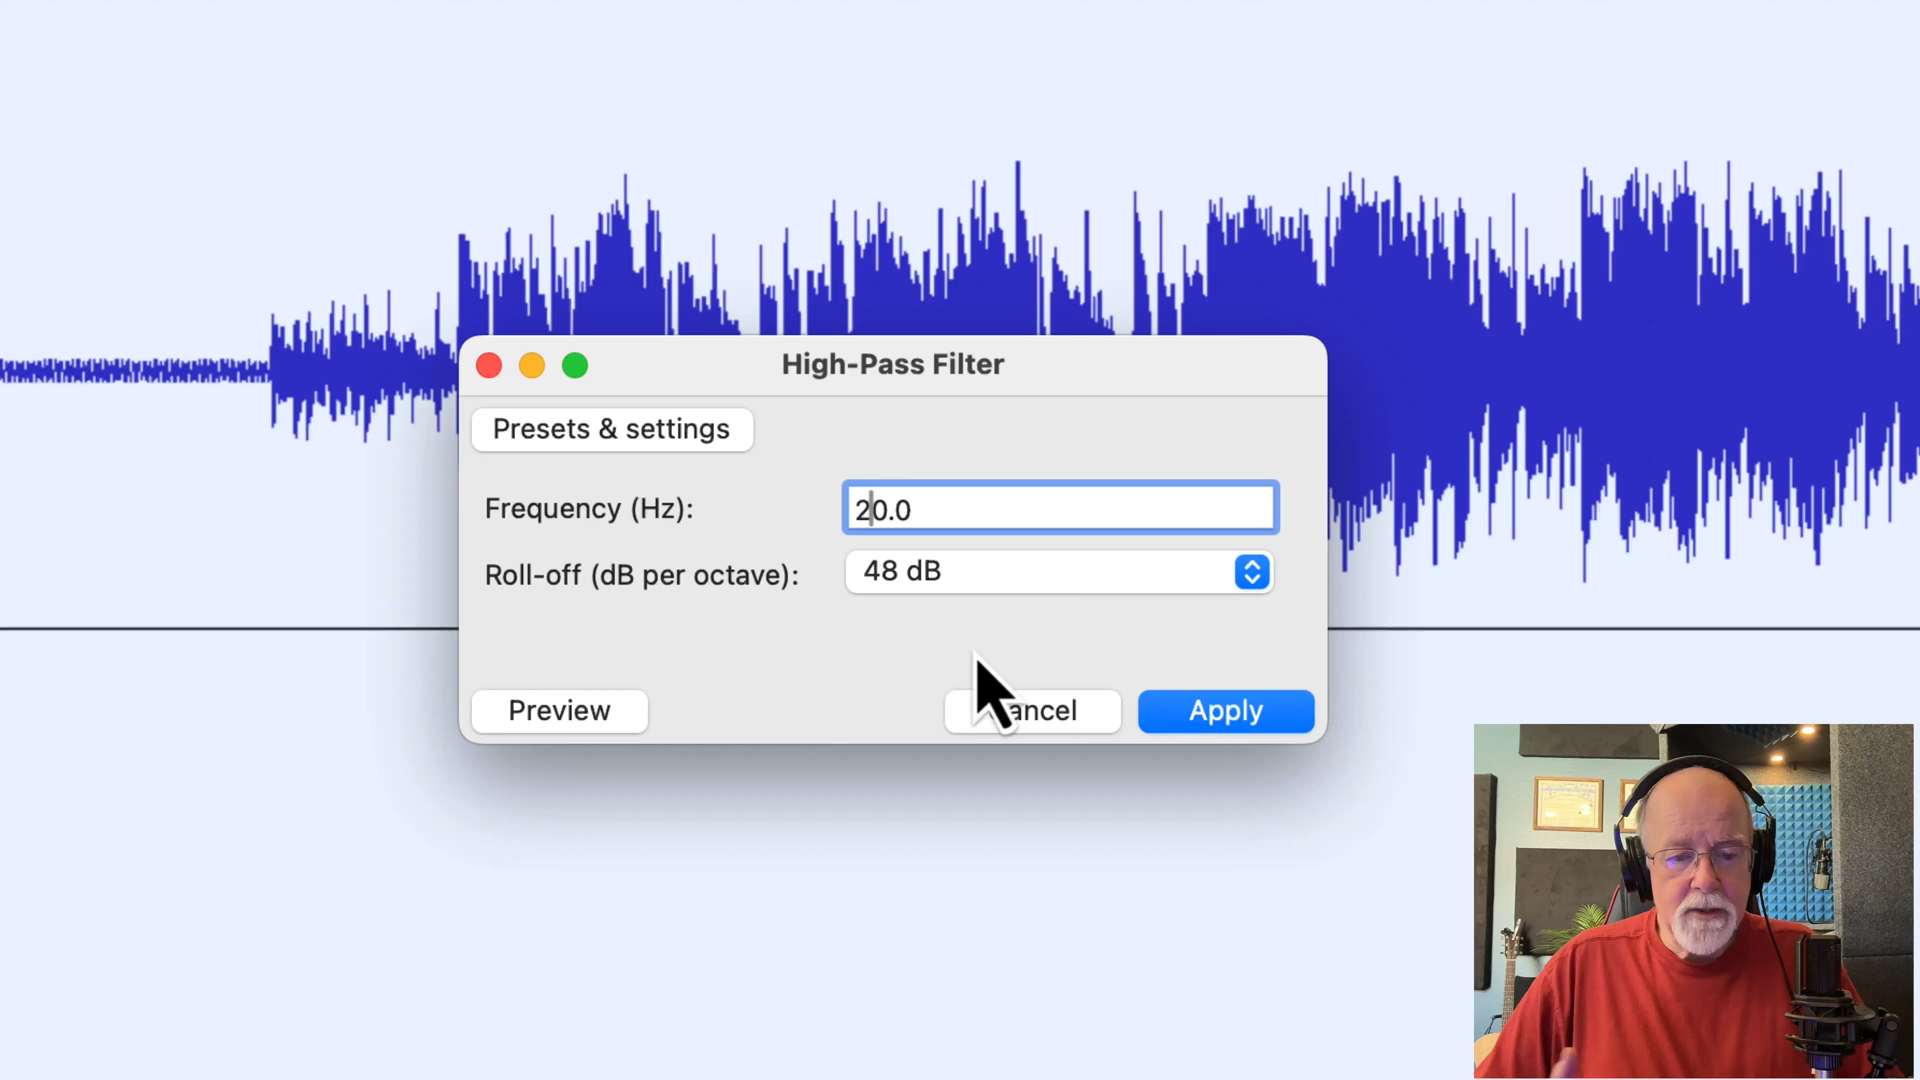 High-Pass Filter
Presets & settings
Frequency (Hz): 20.0
Roll-off (dB per octave): 48 dB
Preview ancel Apply